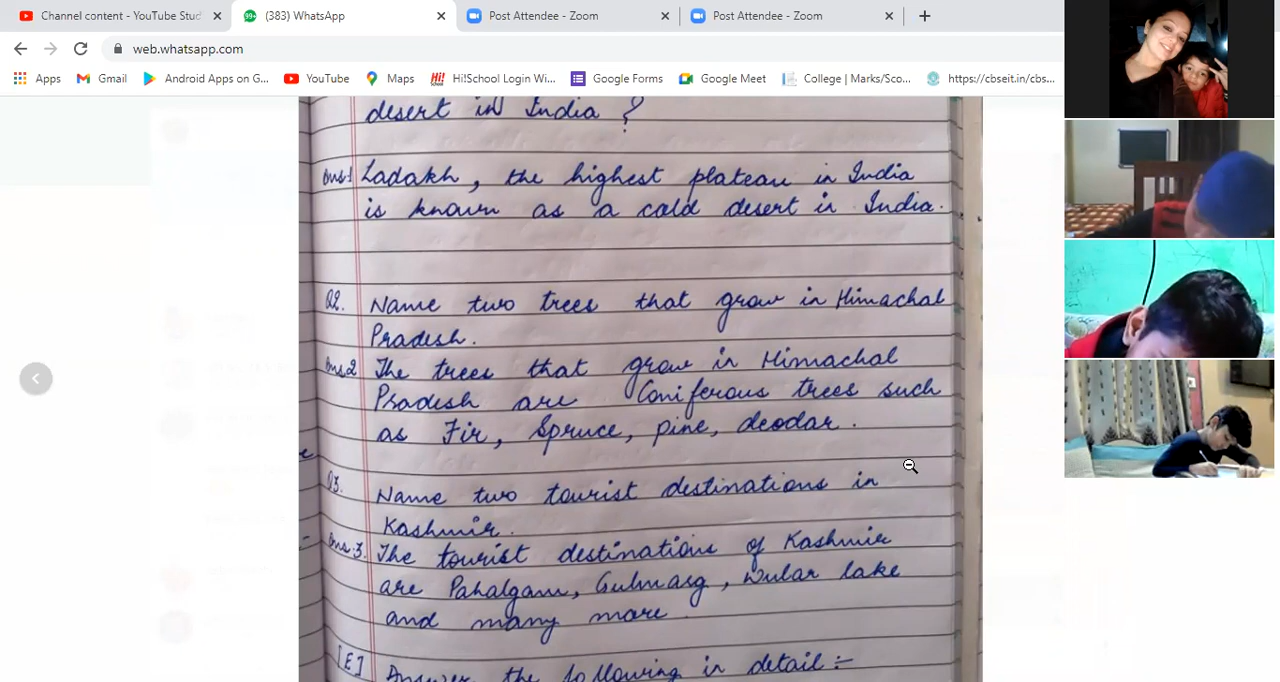 Channel content - YouTube Stud
(383) WhatsApp
Post Attendee - Zoom
Post Attendee - Zoom
web.whatsapp.com
Apps
Gmail
Android Apps on G...
YouTube
Maps
Hi! Hi!School Login Wi...
Google Forms
Google Meet
College | Marks/Sco...
https://cbseit.in/cbs...
desert in India ?
Ans1 Ladakh, the highest plateau in India
is known as a cold desert in India.
Q2. Name two trees that grow in Himachal
Pradesh.
Ans.2 The trees that grow in Himachal
Pradesh are Coniferous trees such
as Fir, Spruce, pine, deodar.
Q3. Name two tourist destinations in
Kashmir.
Ans.3. The tourist destinations of Kashmir
are Pahalgam, Gulmarg, wular lake
and many more.
[E] Answer the following in detail :-